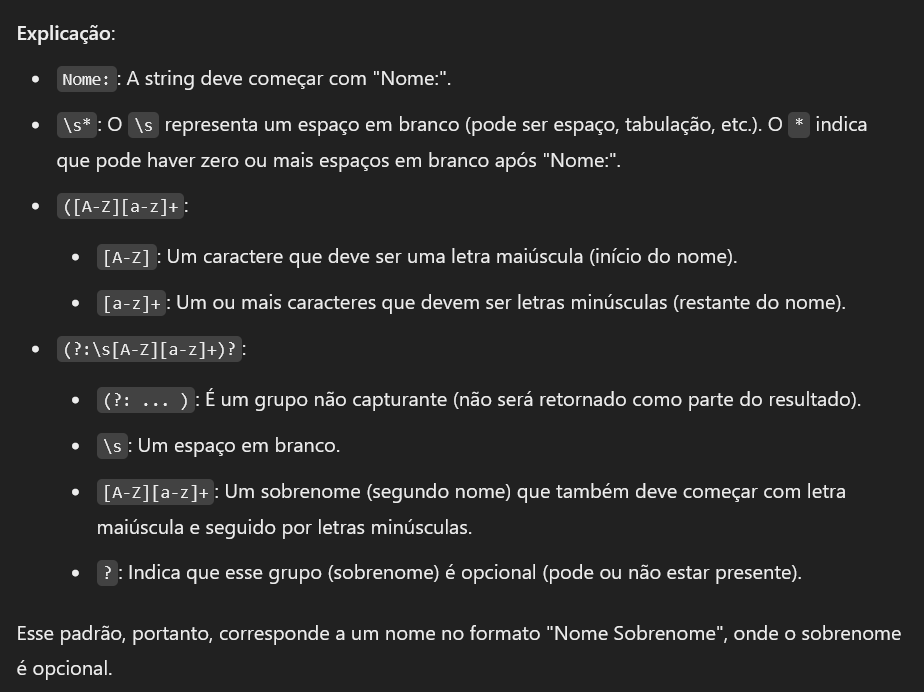 Explicação:
• Nome:: A string deve começar com "Nome:".
• \s*: O \s representa um espaço em branco (pode ser espaço, tabulação, etc.). O * indica
que pode haver zero ou mais espaços em branco após "Nome:".
• ([A-Z][a-z]+:
• [A-Z]: Um caractere que deve ser uma letra maiúscula (início do nome).
• [a-z]+: Um ou mais caracteres que devem ser letras minúsculas (restante do nome).
• (?:\s[A-Z][a-z]+)?:
• (?: ... ): É um grupo não capturante (não será retornado como parte do resultado).
• \s: Um espaço em branco.
• [A-Z][a-z]+: Um sobrenome (segundo nome) que também deve começar com letra
maiúscula e seguido por letras minúsculas.
• ?: Indica que esse grupo (sobrenome) é opcional (pode ou não estar presente).
Esse padrão, portanto, corresponde a um nome no formato "Nome Sobrenome", onde o sobrenome
é opcional.